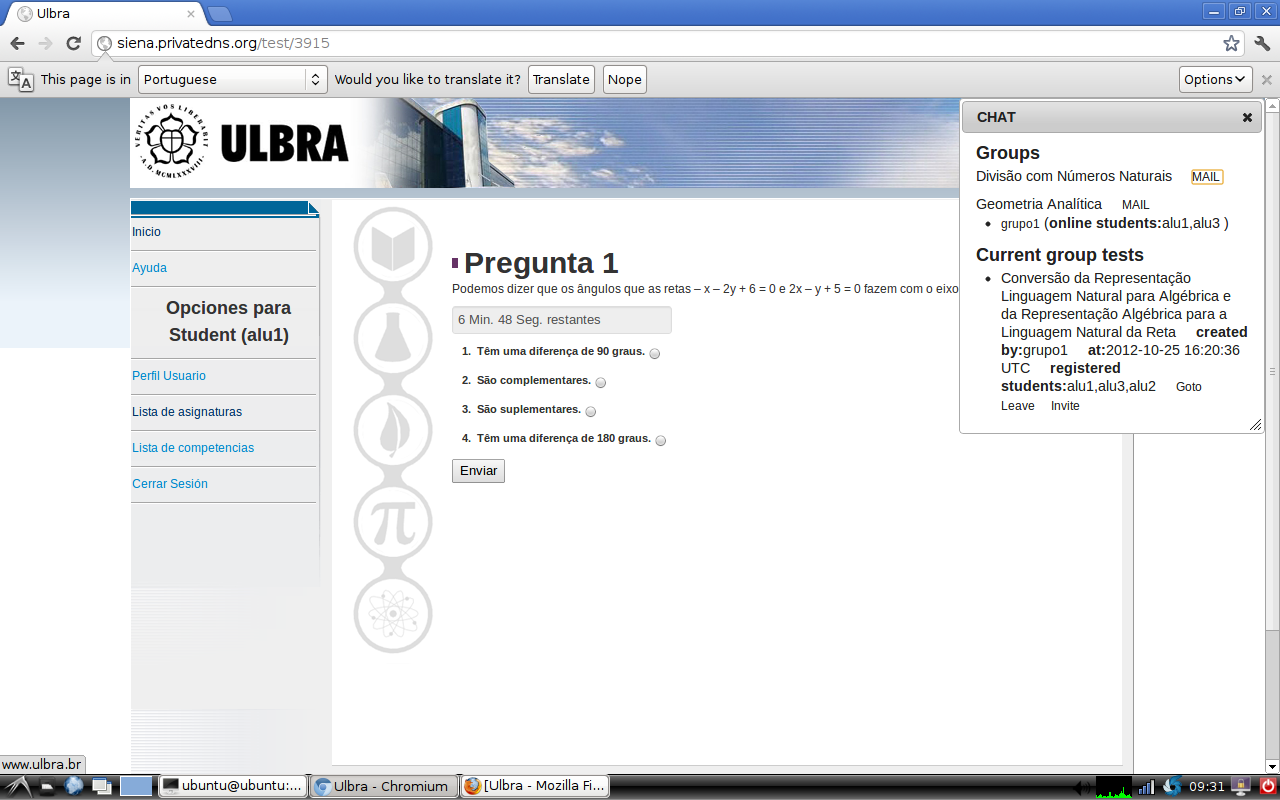 Ulbra
siena.privatedns.org/test/3915
This page is in Portuguese Would you like to translate it? Translate Nope Options
VERITAS VOS LIBERABIT
A.D. MCMLXXXVIII
ULBRA
Inicio
Ayuda
Opciones para
Student (alu1)
Perfil Usuario
Lista de asignaturas
Lista de competencias
Cerrar Sesión
Pregunta 1
Podemos dizer que os ângulos que as retas – x – 2y + 6 = 0 e 2x – y + 5 = 0 fazem com o eixo
6 Min. 48 Seg. restantes
1. Têm uma diferença de 90 graus.
2. São complementares.
3. São suplementares.
4. Têm uma diferença de 180 graus.
Enviar
CHAT
Groups
Divisão com Números Naturais MAIL
Geometria Analítica MAIL
grupo1 (online students:alu1,alu3 )
Current group tests
Conversão da Representação
Linguagem Natural para Algébrica e
da Representação Algébrica para a
Linguagem Natural da Reta created
by:grupo1 at:2012-10-25 16:20:36
UTC registered
students:alu1,alu3,alu2 Goto
Leave Invite
www.ulbra.br
ubuntu@ubuntu:... Ulbra - Chromium [Ulbra - Mozilla Fi... 09:31